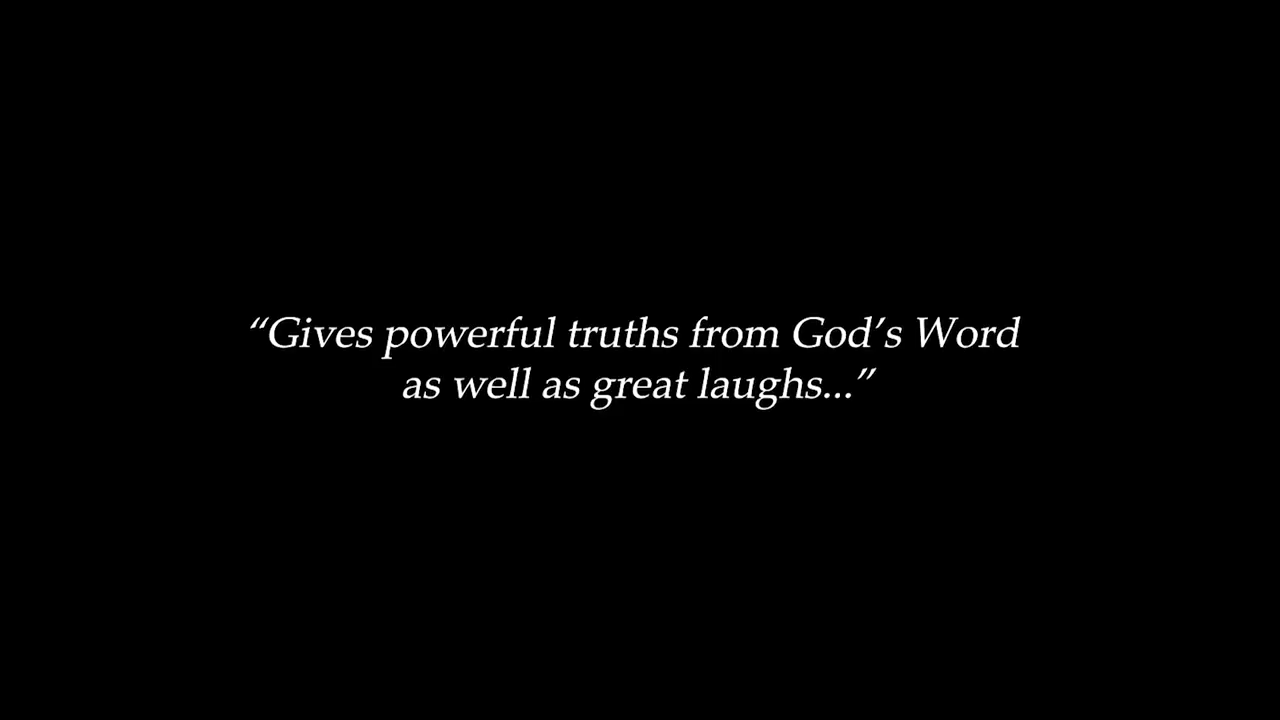 “Gives powerful truths from God’s Word
as well as great laughs...”